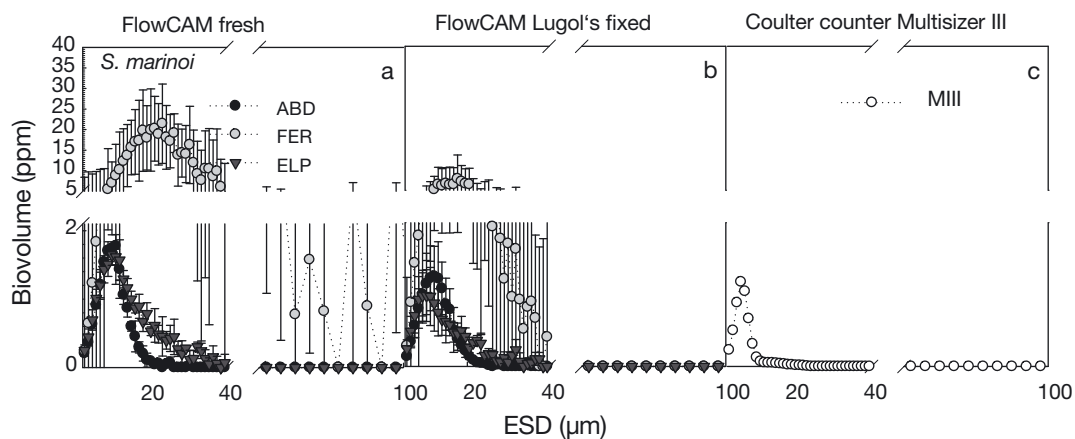 FlowCAM fresh
FlowCAM Lugol‘s fixed
Coulter counter Multisizer III
Biovolume (ppm)
40
35
30
25
20
15
10
5
2
0
S. marinoi
a
ABD
FER
ELP
b
c
MIII
20
40
100
20
40
100
20
40
100
ESD (µm)